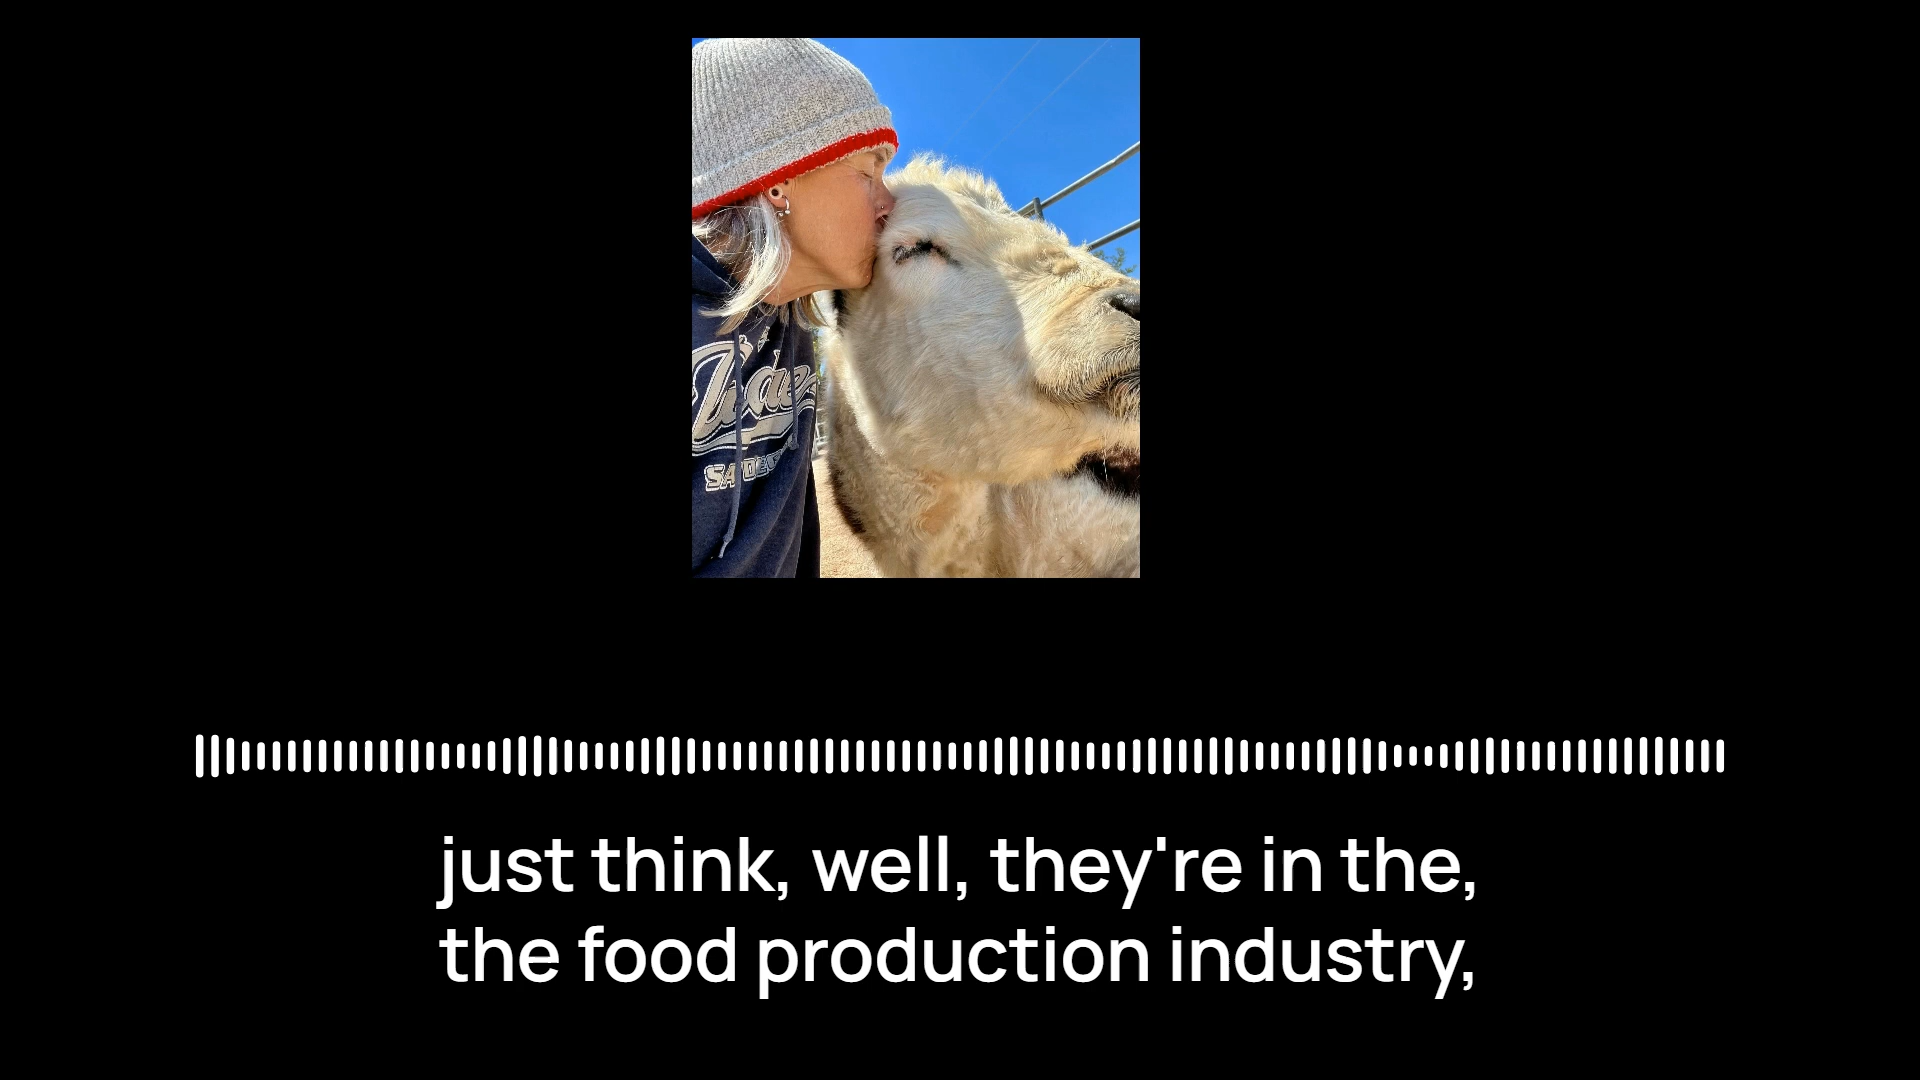 just think, well, they're in the,
the food production industry,